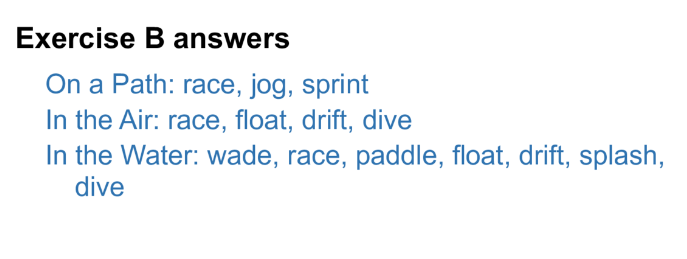 Exercise B answers
On a Path: race, jog, sprint
In the Air: race, float, drift, dive
In the Water: wade, race, paddle, float, drift, splash,
dive